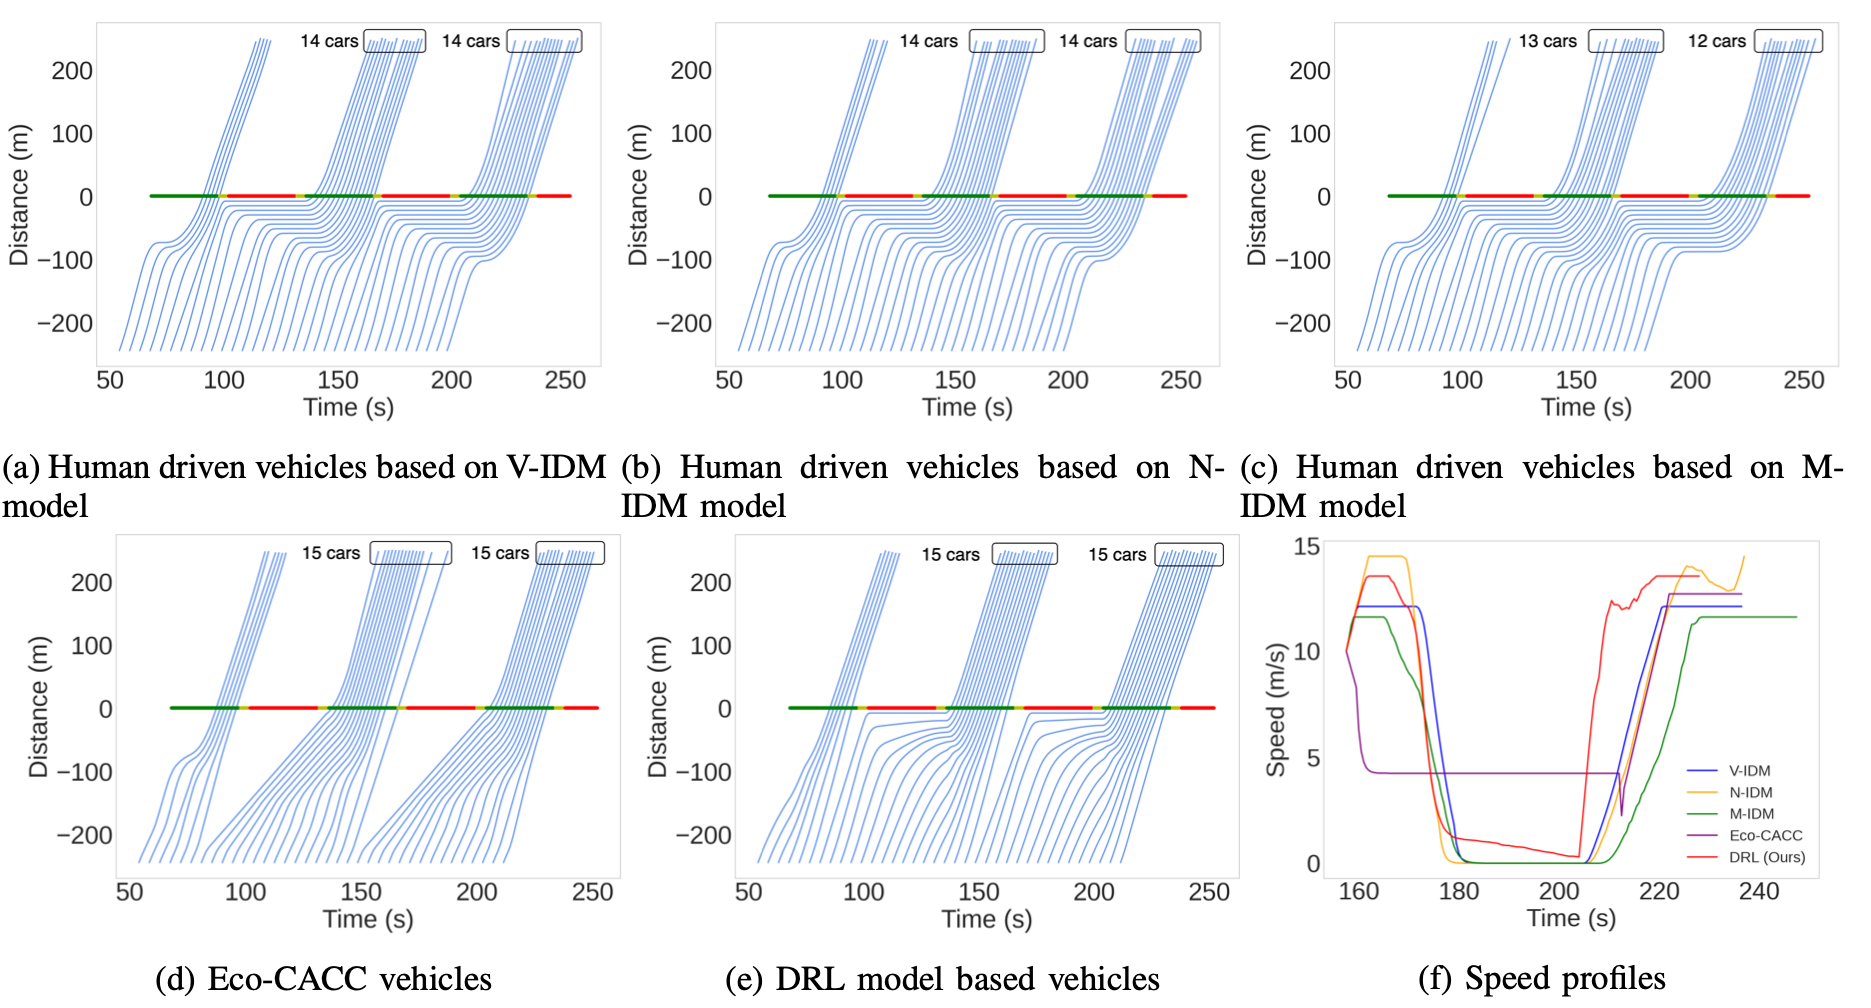 14 cars
14 cars
200
100
0
−100
−200
Distance (m)
50
100
150
200
250
Time (s)
(a) Human driven vehicles based on V-IDM
model
14 cars
14 cars
200
100
0
−100
−200
Distance (m)
50
100
150
200
250
Time (s)
(b) Human driven vehicles based on N-
IDM model
13 cars
12 cars
200
100
0
−100
−200
Distance (m)
50
100
150
200
250
Time (s)
(c) Human driven vehicles based on M-
IDM model
15 cars
15 cars
200
100
0
−100
−200
Distance (m)
50
100
150
200
250
Time (s)
(d) Eco-CACC vehicles
15 cars
15 cars
200
100
0
−100
−200
Distance (m)
50
100
150
200
250
Time (s)
(e) DRL model based vehicles
15
10
5
0
Speed (m/s)
V-IDM
N-IDM
M-IDM
Eco-CACC
DRL (Ours)
160
180
200
220
240
Time (s)
(f) Speed profiles